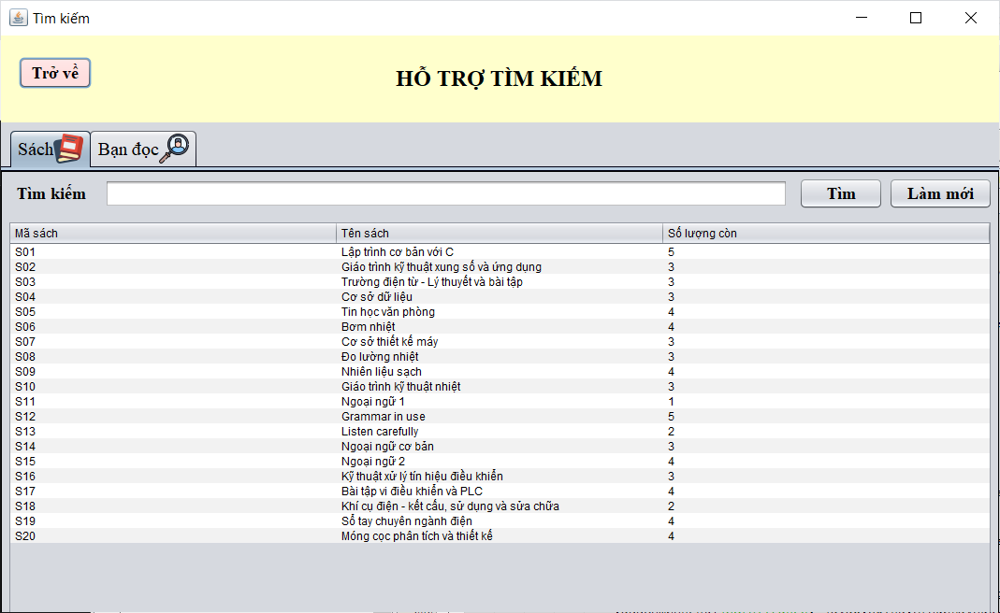 Tìm kiếm
Trở về
HỖ TRỢ TÌM KIẾM
Sách Bạn đọc
Tìm kiếm Tìm Làm mới
Mã sách Tên sách Số lượng còn
S01 Lập trình cơ bản với C 5
S02 Giáo trình kỹ thuật xung số và ứng dụng 3
S03 Trường điện từ - Lý thuyết và bài tập 3
S04 Cơ sở dữ liệu 3
S05 Tin học văn phòng 4
S06 Bơm nhiệt 4
S07 Cơ sở thiết kế máy 3
S08 Đo lường nhiệt 3
S09 Nhiên liệu sạch 4
S10 Giáo trình kỹ thuật nhiệt 3
S11 Ngoại ngữ 1 1
S12 Grammar in use 5
S13 Listen carefully 2
S14 Ngoại ngữ cơ bản 3
S15 Ngoại ngữ 2 4
S16 Kỹ thuật xử lý tín hiệu điều khiển 3
S17 Bài tập vi điều khiển và PLC 4
S18 Khí cụ điện - kết cấu, sử dụng và sửa chữa 2
S19 Sổ tay chuyên ngành điện 4
S20 Móng cọc phân tích và thiết kế 4